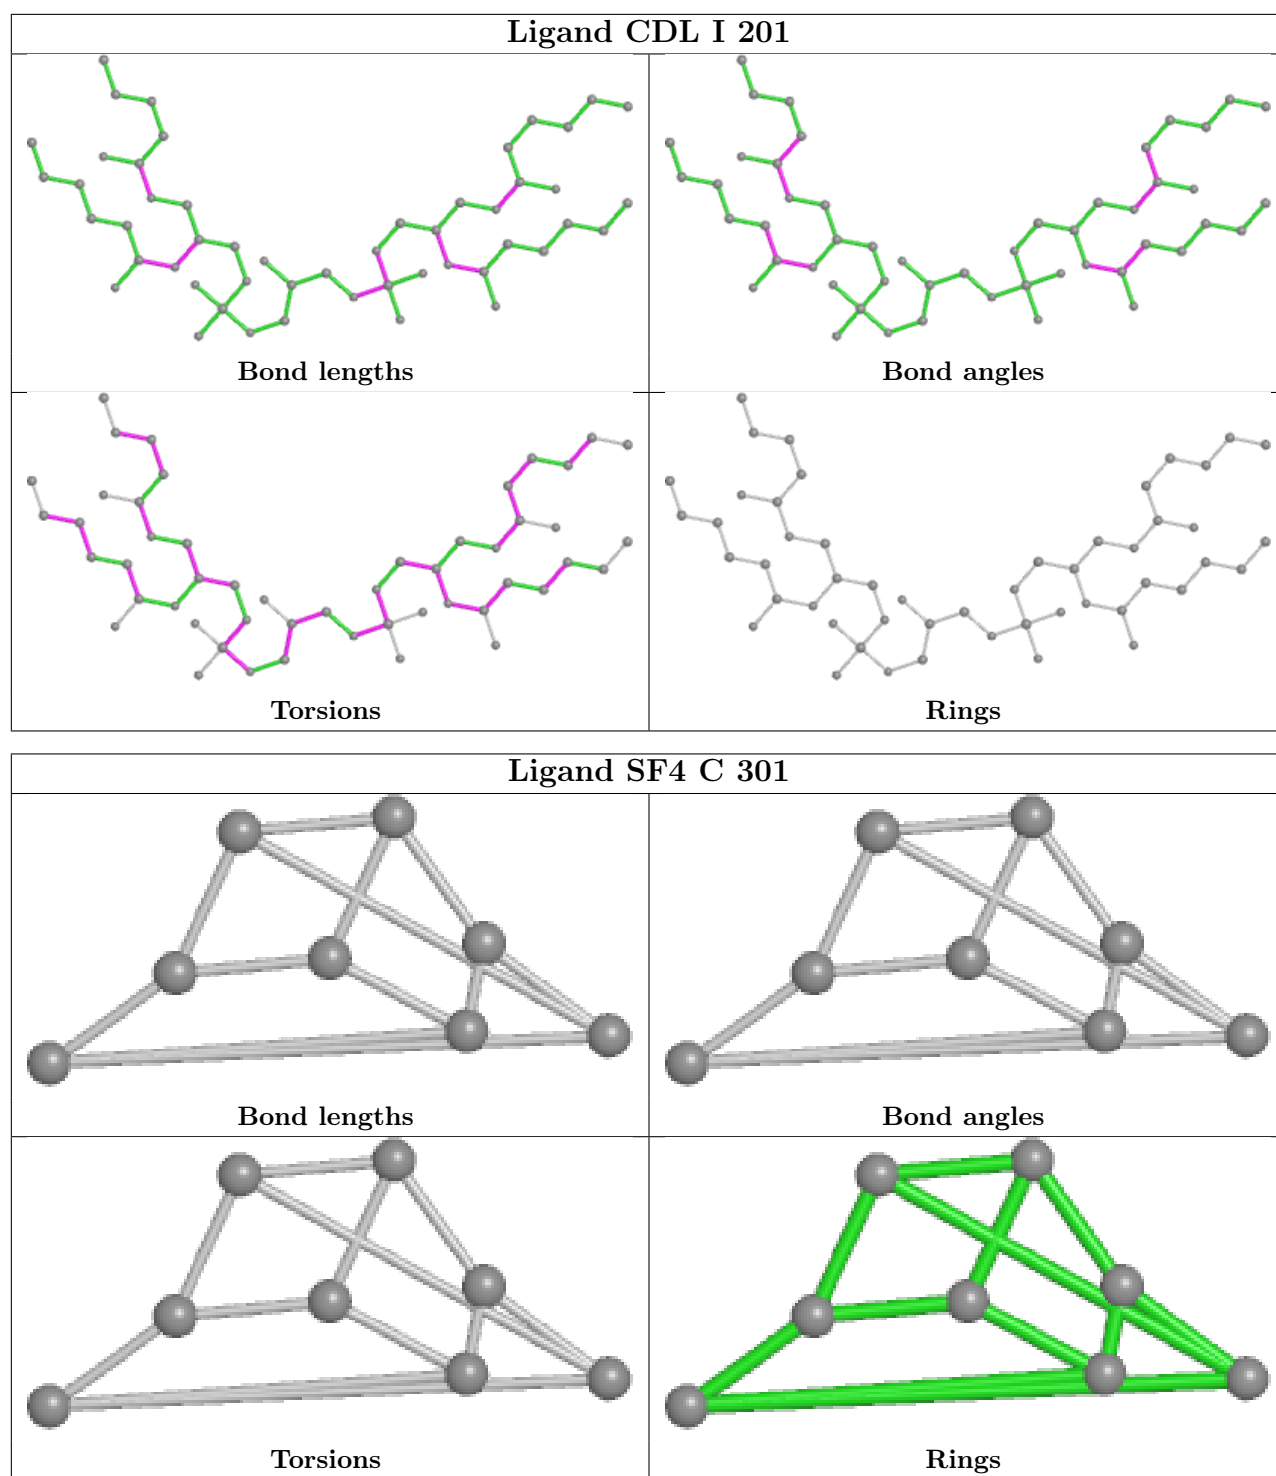 Ligand CDL I 201
Bond lengths
Bond angles
Torsions
Rings
Ligand SF4 C 301
Bond lengths
Bond angles
Torsions
Rings